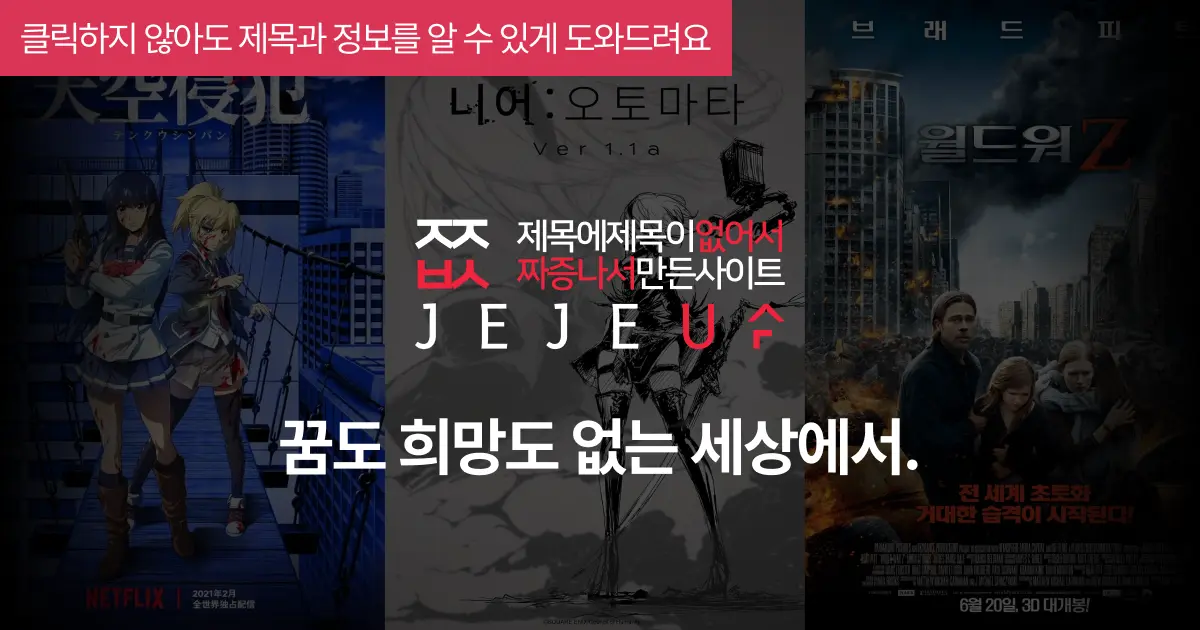 클릭하지 않아도 제목과 정보를 알 수 있게 도와드려요
브래드 피트
天空侵犯
テンクウシンパン
니어:오토마타
Ver 1.1a
월드워Z
제목에제목이없어서
짜증나서만든사이트
JEJE
꿈도 희망도 없는 세상에서.
전 세계 초토화
거대한 습격이 시작된다!
NETFLIX
2021年2月
全世界独占配信
6월 20일, 3D 대개봉!